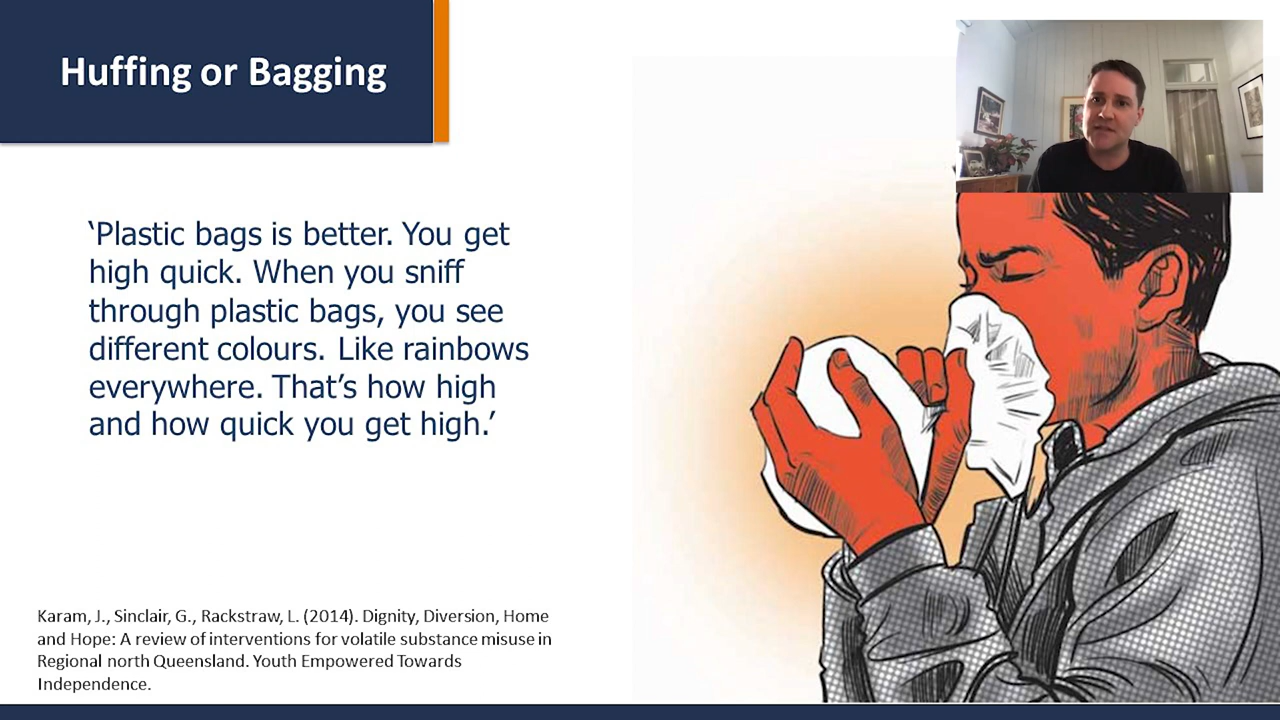 Huffing or Bagging
‘Plastic bags is better. You get
high quick. When you sniff
through plastic bags, you see
different colours. Like rainbows
everywhere. That’s how high
and how quick you get high.’
Karam, J., Sinclair, G., Rackstraw, L. (2014). Dignity, Diversion, Home
and Hope: A review of interventions for volatile substance misuse in
Regional north Queensland. Youth Empowered Towards
Independence.